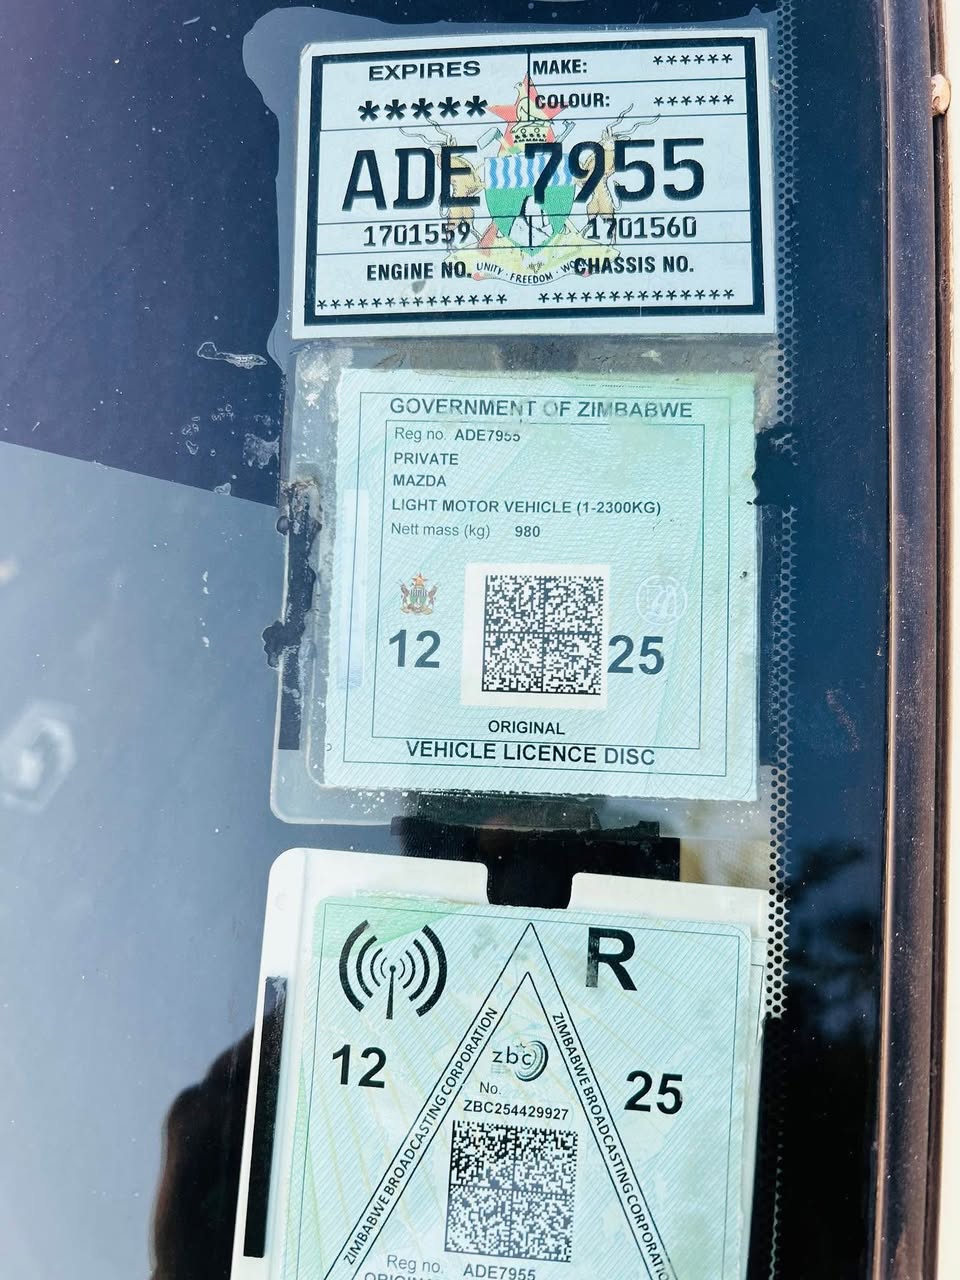 EXPIRES
*****
MAKE: ******
COLOUR: ******
ADE 7955
1701559 1701560
ENGINE NO. CHASSIS NO.
UNITY · FREEDOM ·
************** **************
GOVERNMENT OF ZIMBABWE
Reg no. ADE7955
PRIVATE
MAZDA
LIGHT MOTOR VEHICLE (1-2300KG)
Nett mass (kg) 980
12 25
ORIGINAL
VEHICLE LICENCE DISC
R
12 25
ZIMBABWE BROADCASTING CORPORATION
ZIMBABWE BROADCASTING
zbc
No.
ZBC254429927
Reg no. ADE7955